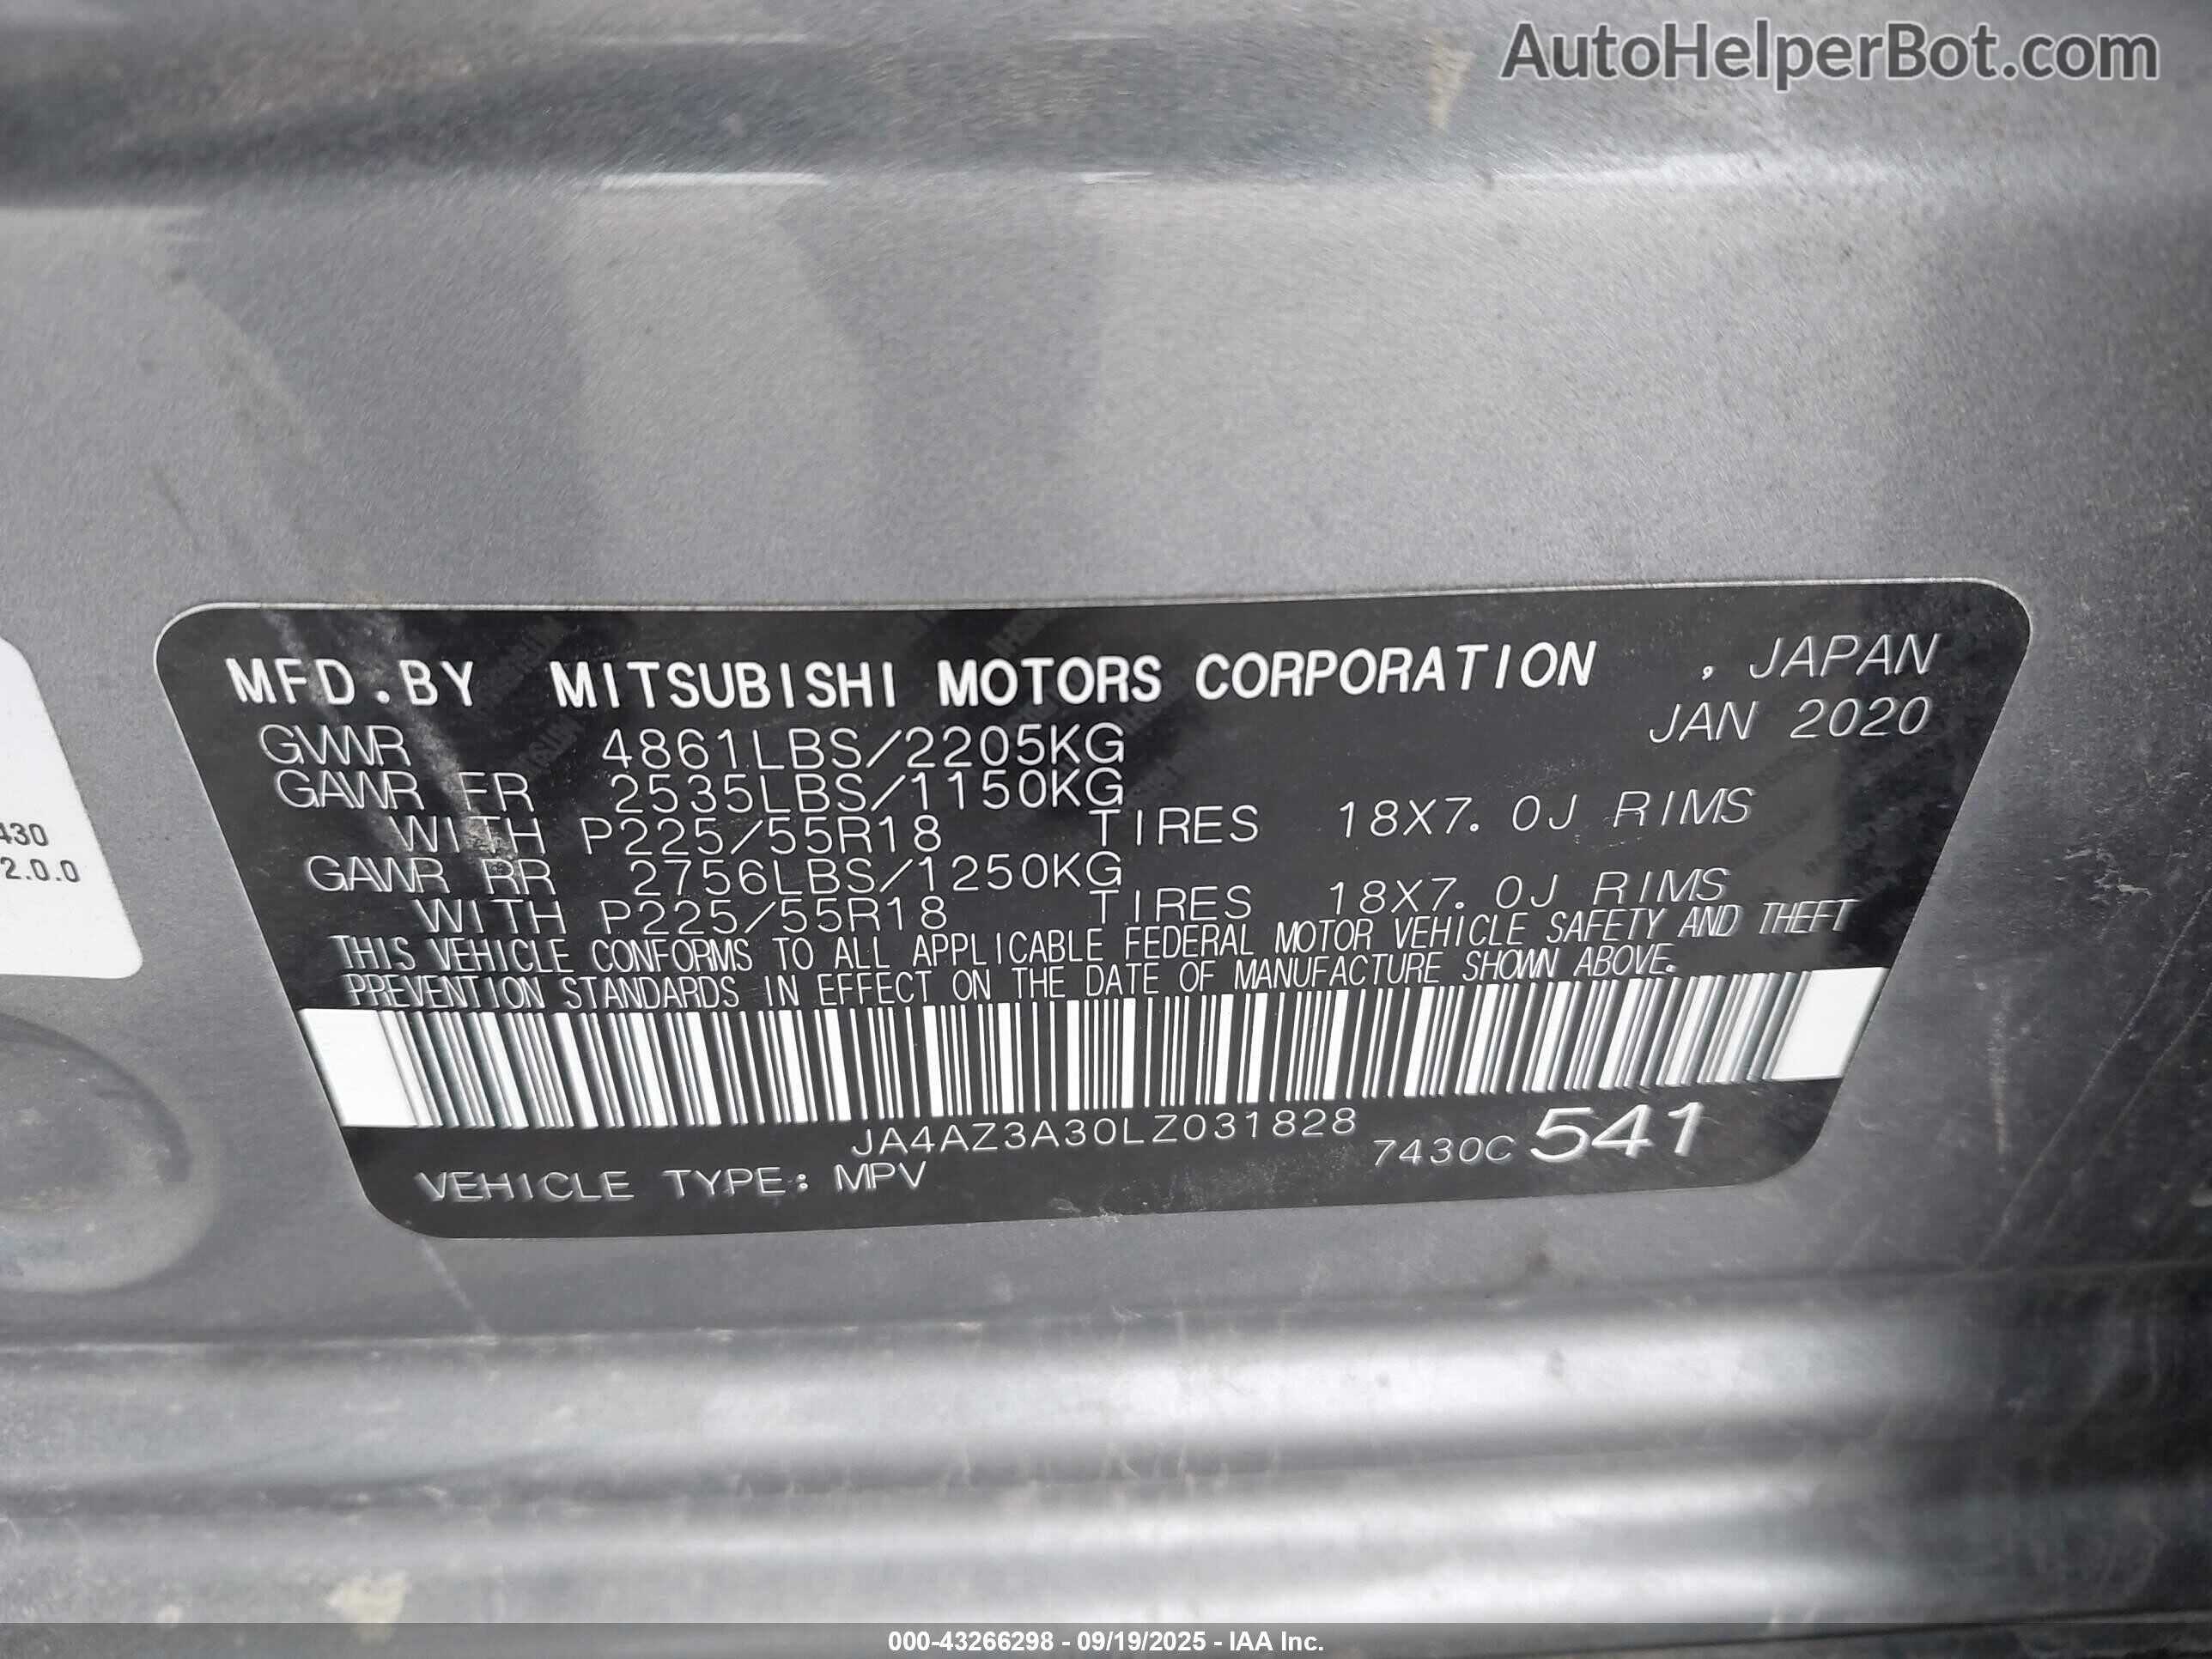 AutoHelperBot.com
MFD.BY MITSUBISHI MOTORS CORPORATION , JAPAN
JAN 2020
GVWR 4861LBS/2205KG
GAWR FR 2535LBS/1150KG
WITH P225/55R18 TIRES 18X7.0J RIMS
GAWR RR 2756LBS/1250KG
WITH P225/55R18 TIRES 18X7.0J RIMS
THIS VEHICLE CONFORMS TO ALL APPLICABLE FEDERAL MOTOR VEHICLE SAFETY AND THEFT
PREVENTION STANDARDS IN EFFECT ON THE DATE OF MANUFACTURE SHOWN ABOVE.
JA4AZ3A30LZ031828
7430C 541
VEHICLE TYPE: MPV
430
2.0.0
000-43266298 - 09/19/2025 - IAA Inc.